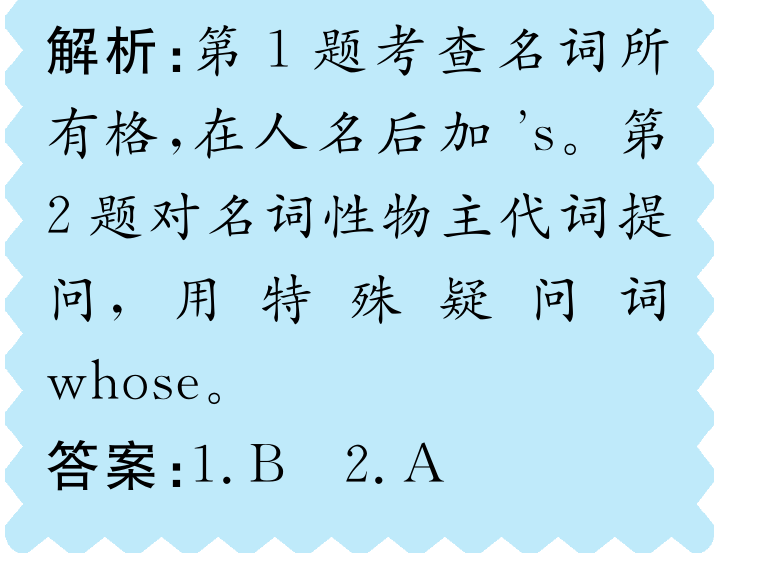 解析:第 1 题考查名词所
有格,在人名后加 ’s。第
2 题对名词性物主代词提
问，用特殊疑问词
whose。
答案:1. B 2. A